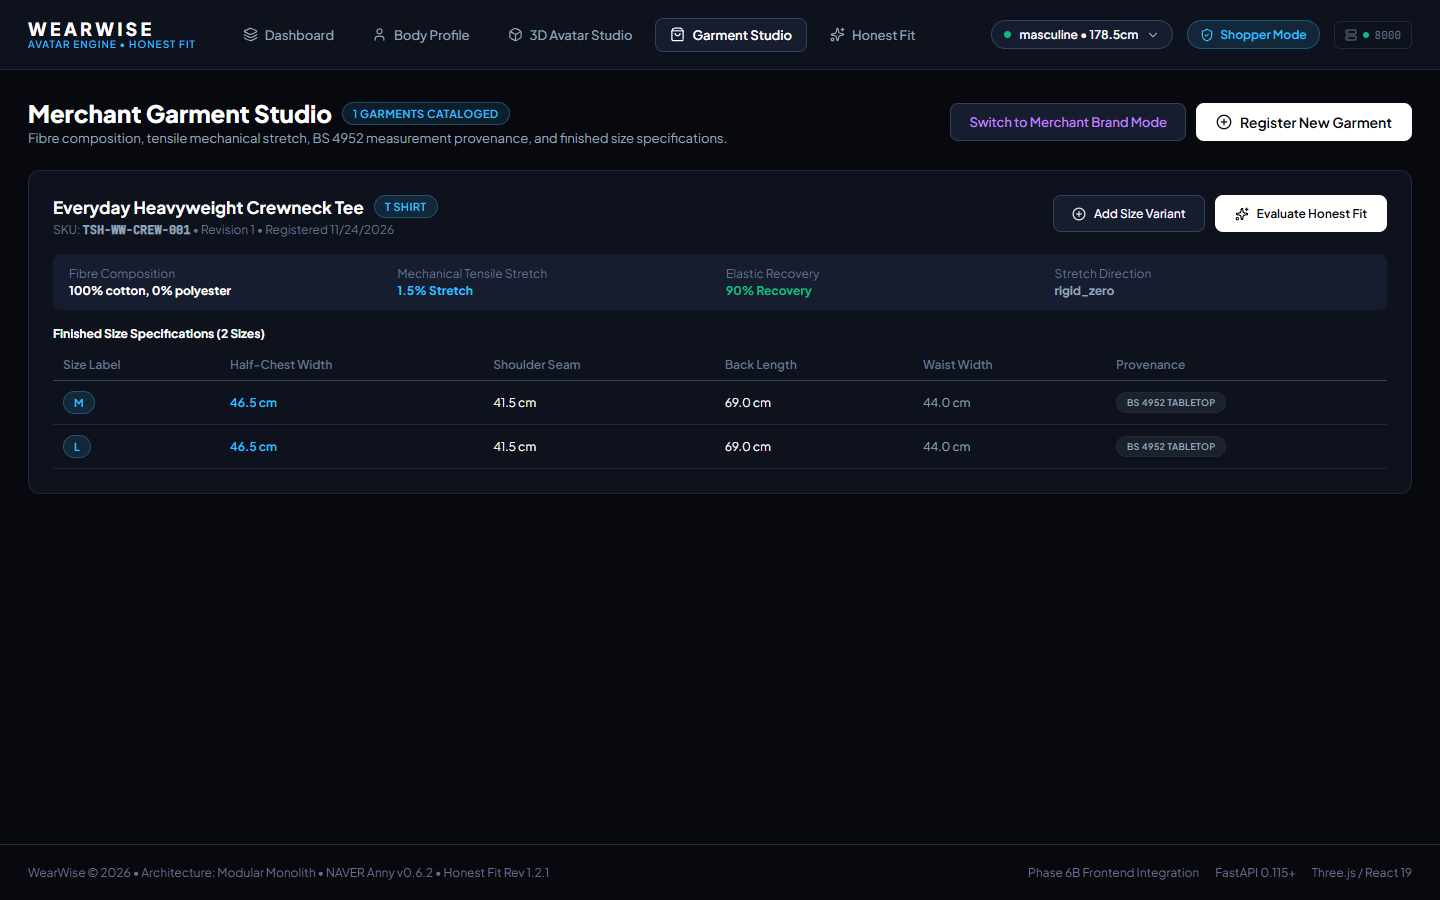 WEARWISE
AVATAR ENGINE • HONEST FIT
Dashboard
Body Profile
3D Avatar Studio
Garment Studio
Honest Fit
masculine • 178.5cm
Shopper Mode
8000
Merchant Garment Studio
1 GARMENTS CATALOGED
Fibre composition, tensile mechanical stretch, BS 4952 measurement provenance, and finished size specifications.
Switch to Merchant Brand Mode
Register New Garment
Everyday Heavyweight Crewneck Tee
T SHIRT
SKU: TSH-WW-CREW-001 • Revision 1 • Registered 11/24/2026
Add Size Variant
Evaluate Honest Fit
Fibre Composition
100% cotton, 0% polyester
Mechanical Tensile Stretch
1.5% Stretch
Elastic Recovery
90% Recovery
Stretch Direction
rigid_zero
Finished Size Specifications (2 Sizes)
Size Label Half-Chest Width Shoulder Seam Back Length Waist Width Provenance
M 46.5 cm 41.5 cm 69.0 cm 44.0 cm BS 4952 TABLETOP
L 46.5 cm 41.5 cm 69.0 cm 44.0 cm BS 4952 TABLETOP
WearWise © 2026 • Architecture: Modular Monolith • NAVER Anny v0.6.2 • Honest Fit Rev 1.2.1
Phase 6B Frontend Integration
FastAPI 0.115+
Three.js / React 19